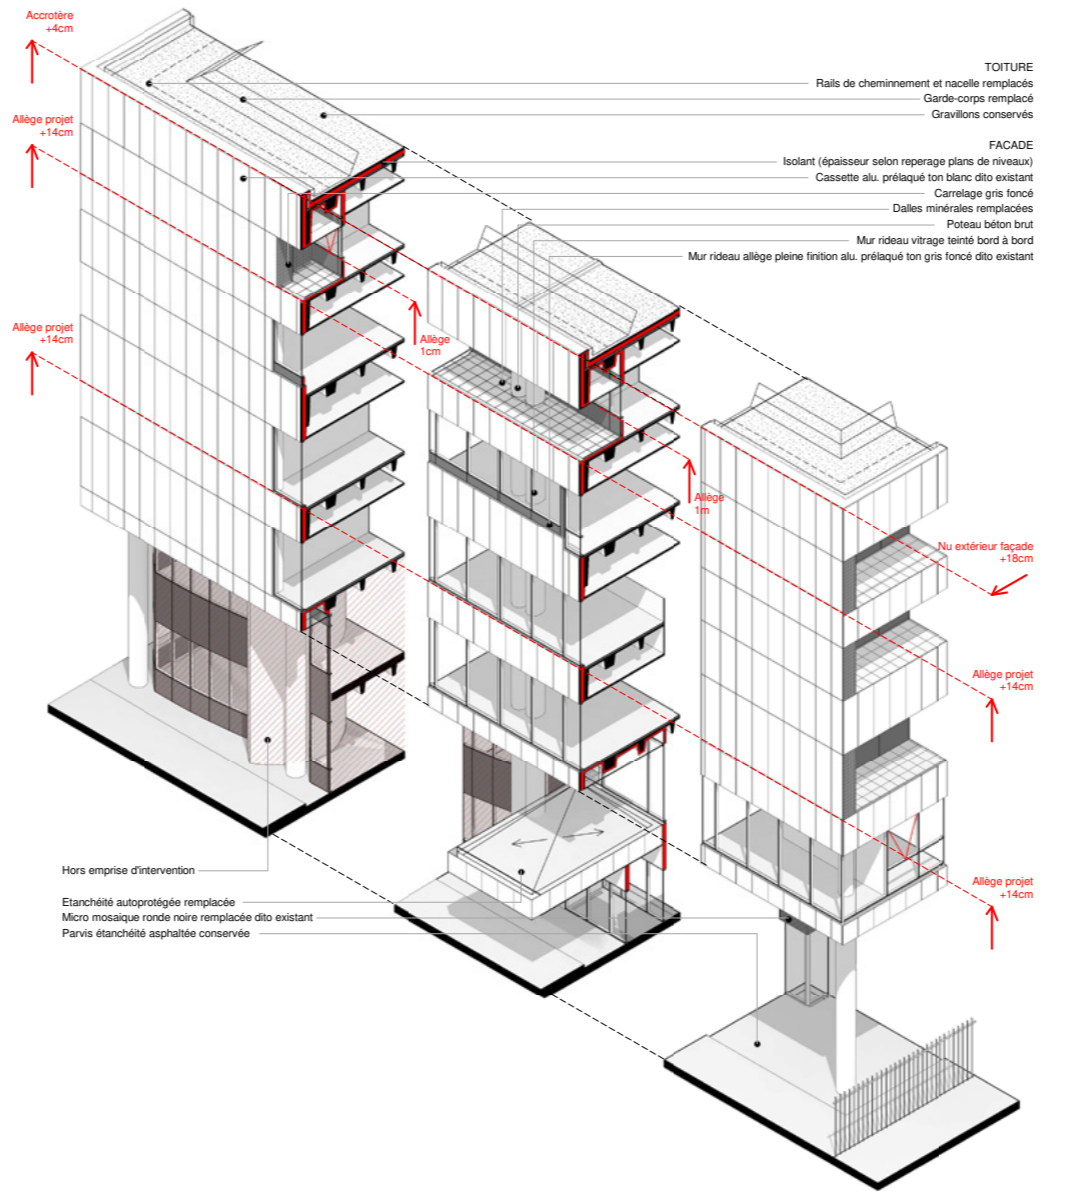 Accrotère
+4cm
Allège projet
+14cm
Allège projet
+14cm
TOITURE
Rails de cheminnement et nacelle remplacés
Garde-corps remplacé
Gravillons conservés
FACADE
Isolant (épaisseur selon reperage plans de niveaux)
Cassette alu. prélaqué ton blanc dito existant
Carrelage gris foncé
Dalles minérales remplacées
Poteau béton brut
Mur rideau vitrage teinté bord à bord
Mur rideau allège pleine finition alu. prélaqué ton gris foncé dito existant
Allège
1cm
Allège
1m
Nu extérieur façade
+18cm
Allège projet
+14cm
Allège projet
+14cm
Hors emprise d'intervention
Etanchéité autoprotégée remplacée
Micro mosaique ronde noire remplacée dito existant
Parvis étanchéité asphaltée conservée